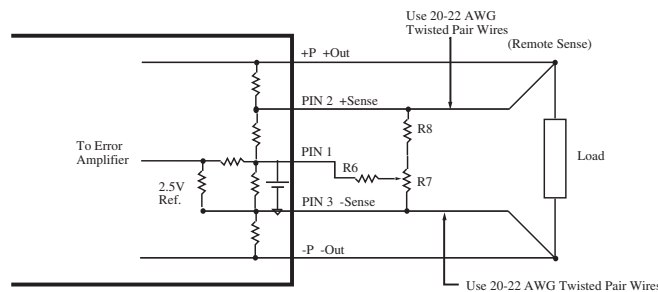 Use 20-22 AWG
Twisted Pair Wires
(Remote Sense)
+P +Out
PIN 2 +Sense
R8
To Error
Amplifier
PIN 1
R6
R7
Load
2.5V
Ref.
PIN 3 -Sense
-P -Out
Use 20-22 AWG Twisted Pair Wires